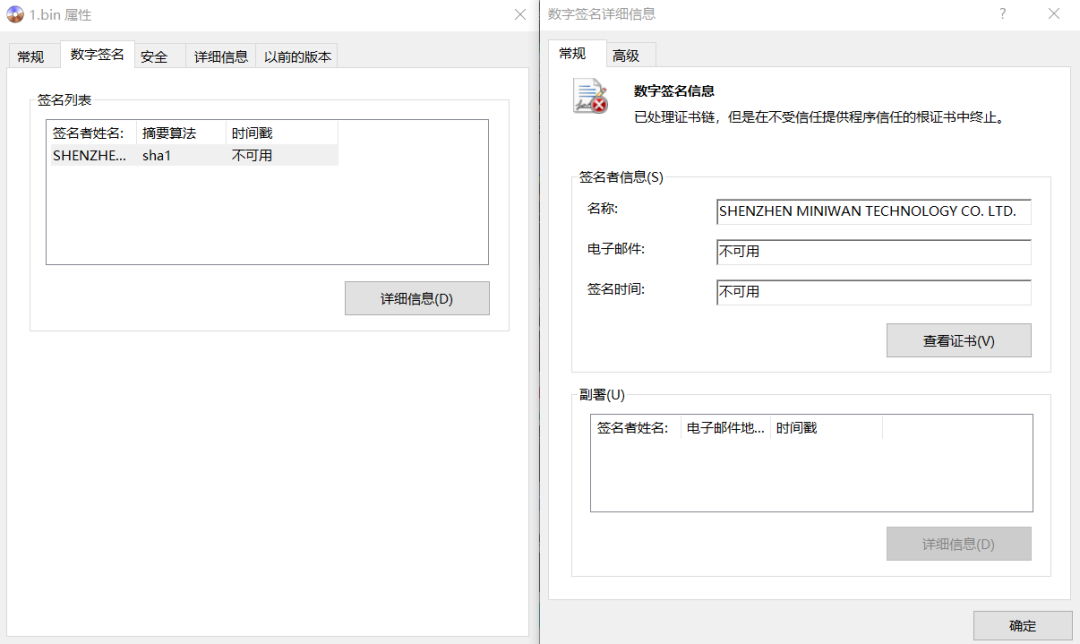 1.bin 属性
常规 数字签名 安全 详细信息 以前的版本
签名列表
签名者姓名: 摘要算法 时间戳
SHENZHE... sha1 不可用
详细信息(D)
数字签名详细信息
常规 高级
数字签名信息
已处理证书链，但是在不受信任提供程序信任的根证书中终止。
签名者信息(S)
名称: SHENZHEN MINIWAN TECHNOLOGY CO. LTD.
电子邮件: 不可用
签名时间: 不可用
查看证书(V)
副署(U)
签名者姓名: 电子邮件地... 时间戳
详细信息(D)
确定